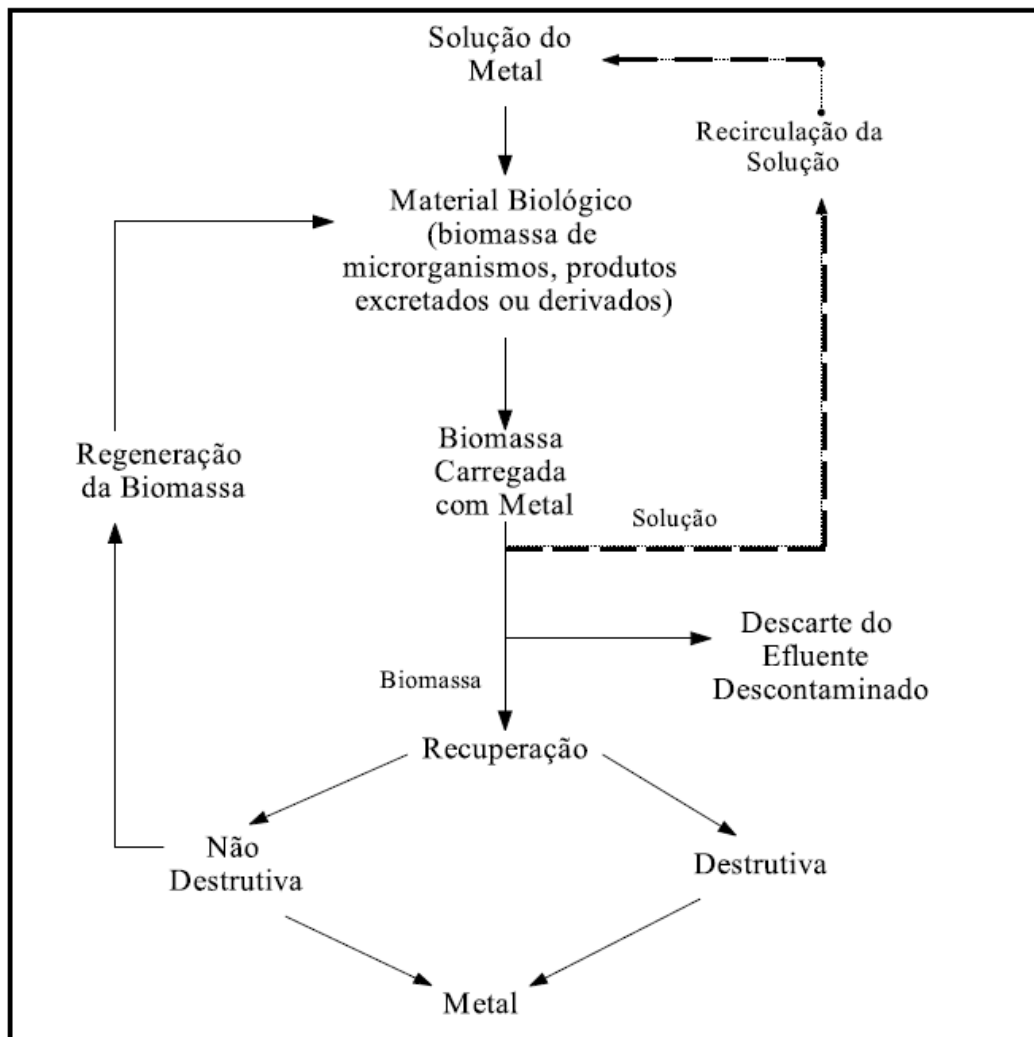 Solução do
Metal
Recirculação da
Solução
Material Biológico
(biomassa de
microrganismos, produtos
excretados ou derivados)
Biomassa
Carregada
com Metal
Regeneração
da Biomassa
Solução
Descarte do
Efluente
Descontaminado
Biomassa
Recuperação
Não
Destrutiva
Destrutiva
Metal